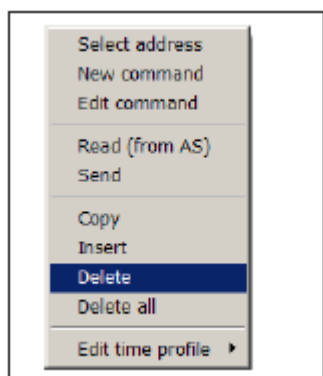 Select address
New command
Edit command
Read (from AS)
Send
Copy
Insert
Delete
Delete all
Edit time profile